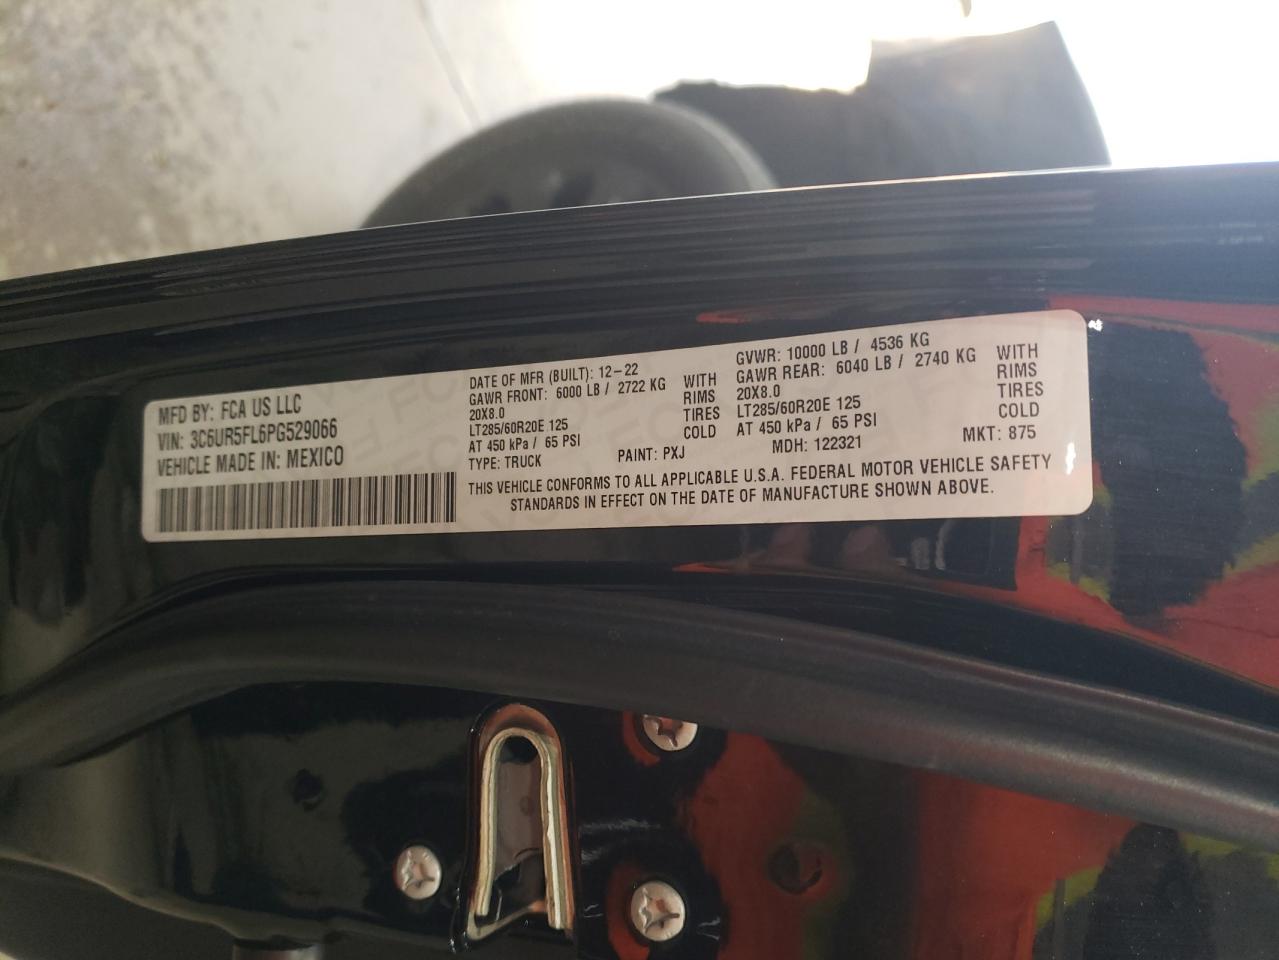 MFD BY: FCA US LLC
VIN: 3C6UR5FL6PG529066
VEHICLE MADE IN: MEXICO
DATE OF MFR (BUILT): 12-22
GAWR FRONT: 6000 LB / 2722 KG WITH
20X8.0 RIMS
LT285/60R20E 125 TIRES
AT 450 kPa / 65 PSI COLD
TYPE: TRUCK PAINT: PXJ
GVWR: 10000 LB / 4536 KG
GAWR REAR: 6040 LB / 2740 KG WITH
20X8.0 RIMS
LT285/60R20E 125 TIRES
AT 450 kPa / 65 PSI COLD
MDH: 122321 MKT: 875
THIS VEHICLE CONFORMS TO ALL APPLICABLE U.S.A. FEDERAL MOTOR VEHICLE SAFETY
STANDARDS IN EFFECT ON THE DATE OF MANUFACTURE SHOWN ABOVE.